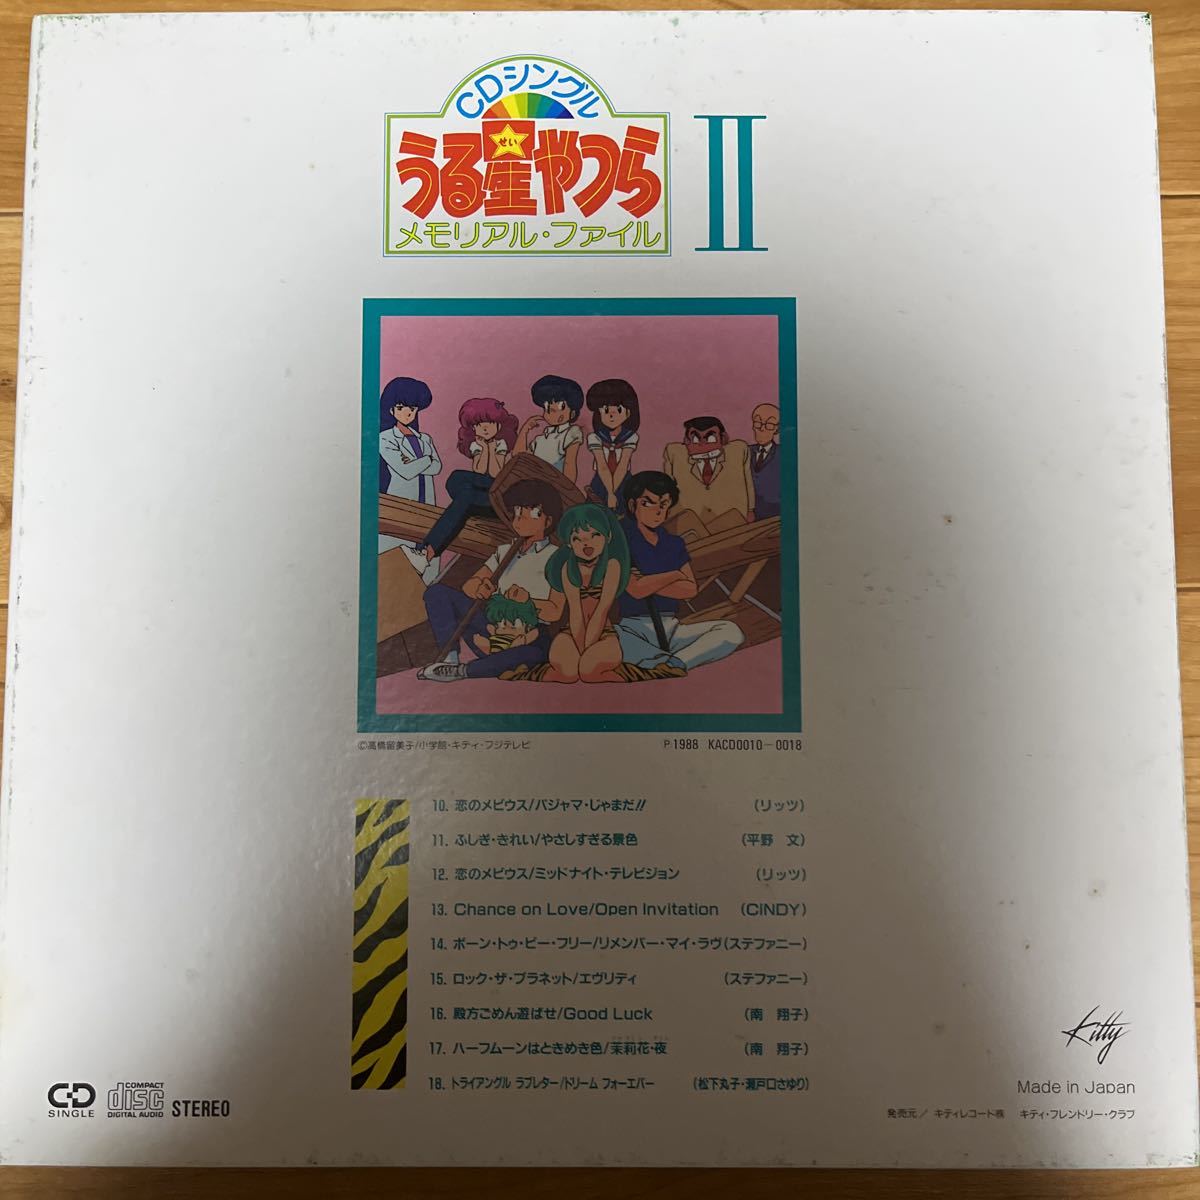 CDシングル
うる星やつら
せい
メモリアル・ファイル
II
©高橋留美子/小学館・キティ・フジテレビ
Ⓟ1988 KACD0010−0018
10. 恋のメビウス/パジャマ・じゃまだ!! (リッツ)
11. ふしぎ・きれい/やさしすぎる景色 (平野 文)
12. 恋のメビウス/ミッドナイト・テレビジョン (リッツ)
13. Chance on Love/Open Invitation (CINDY)
14. ボーン・トゥ・ビー・フリー/リメンバー・マイ・ラヴ(ステファニー)
15. ロック・ザ・プラネット/エヴリディ (ステファニー)
16. 殿方ごめん遊ばせ/Good Luck (南 翔子)
17. ハーフムーンはときめき色/茉莉花・夜 (南 翔子)
18. トライアングル ラブレター/ドリーム フォーエバー (松下丸子・瀬戸口さゆり)
Kitty
Made in Japan
CD SINGLE
COMPACT disc DIGITAL AUDIO
STEREO
発売元/キティレコード㈱ キティ・フレンドリー・クラブ